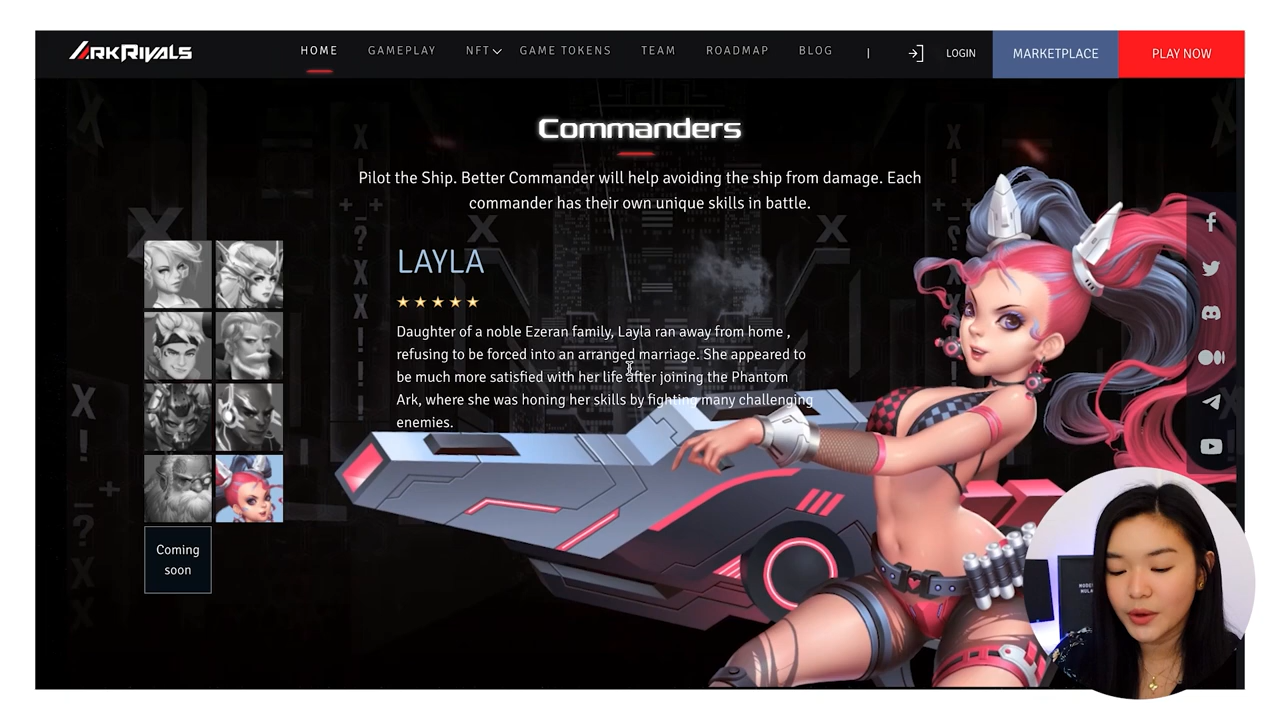 ARKRIVALS
HOME GAMEPLAY NFT GAME TOKENS TEAM ROADMAP BLOG | LOGIN MARKETPLACE PLAY NOW
Commanders
Pilot the Ship. Better Commander will help avoiding the ship from damage. Each
commander has their own unique skills in battle.
LAYLA
Daughter of a noble Ezeran family, Layla ran away from home ,
refusing to be forced into an arranged marriage. She appeared to
be much more satisfied with her life after joining the Phantom
Ark, where she was honing her skills by fighting many challenging
enemies.
Coming
soon